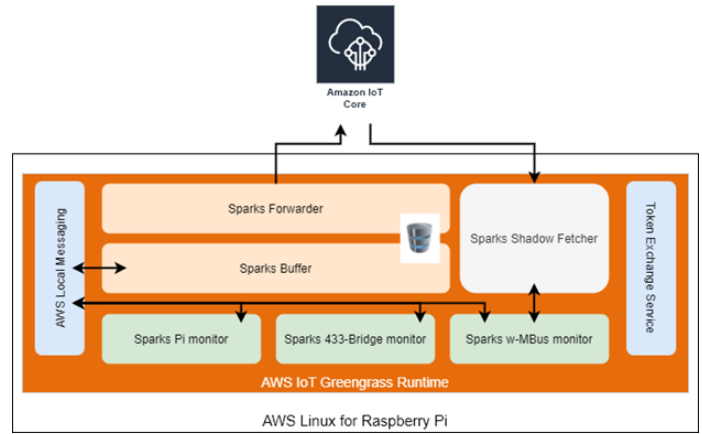 Amazon IoT
Core
AWS Local Messaging
Sparks Forwarder
Sparks Buffer
Sparks Shadow Fetcher
Token Exchange Service
Sparks Pi monitor
Sparks 433-Bridge monitor
Sparks w-MBus monitor
AWS IoT Greengrass Runtime
AWS Linux for Raspberry Pi